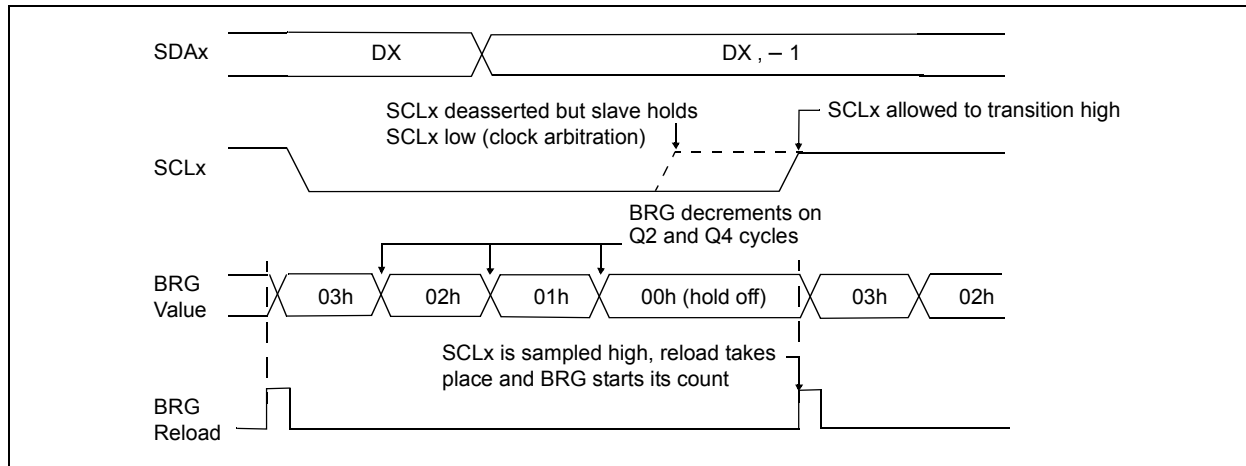 SDAx
DX
DX , – 1
SCLx deasserted but slave holds
SCLx low (clock arbitration)
SCLx allowed to transition high
SCLx
BRG decrements on
Q2 and Q4 cycles
BRG
Value
03h
02h
01h
00h (hold off)
03h
02h
SCLx is sampled high, reload takes
place and BRG starts its count
BRG
Reload